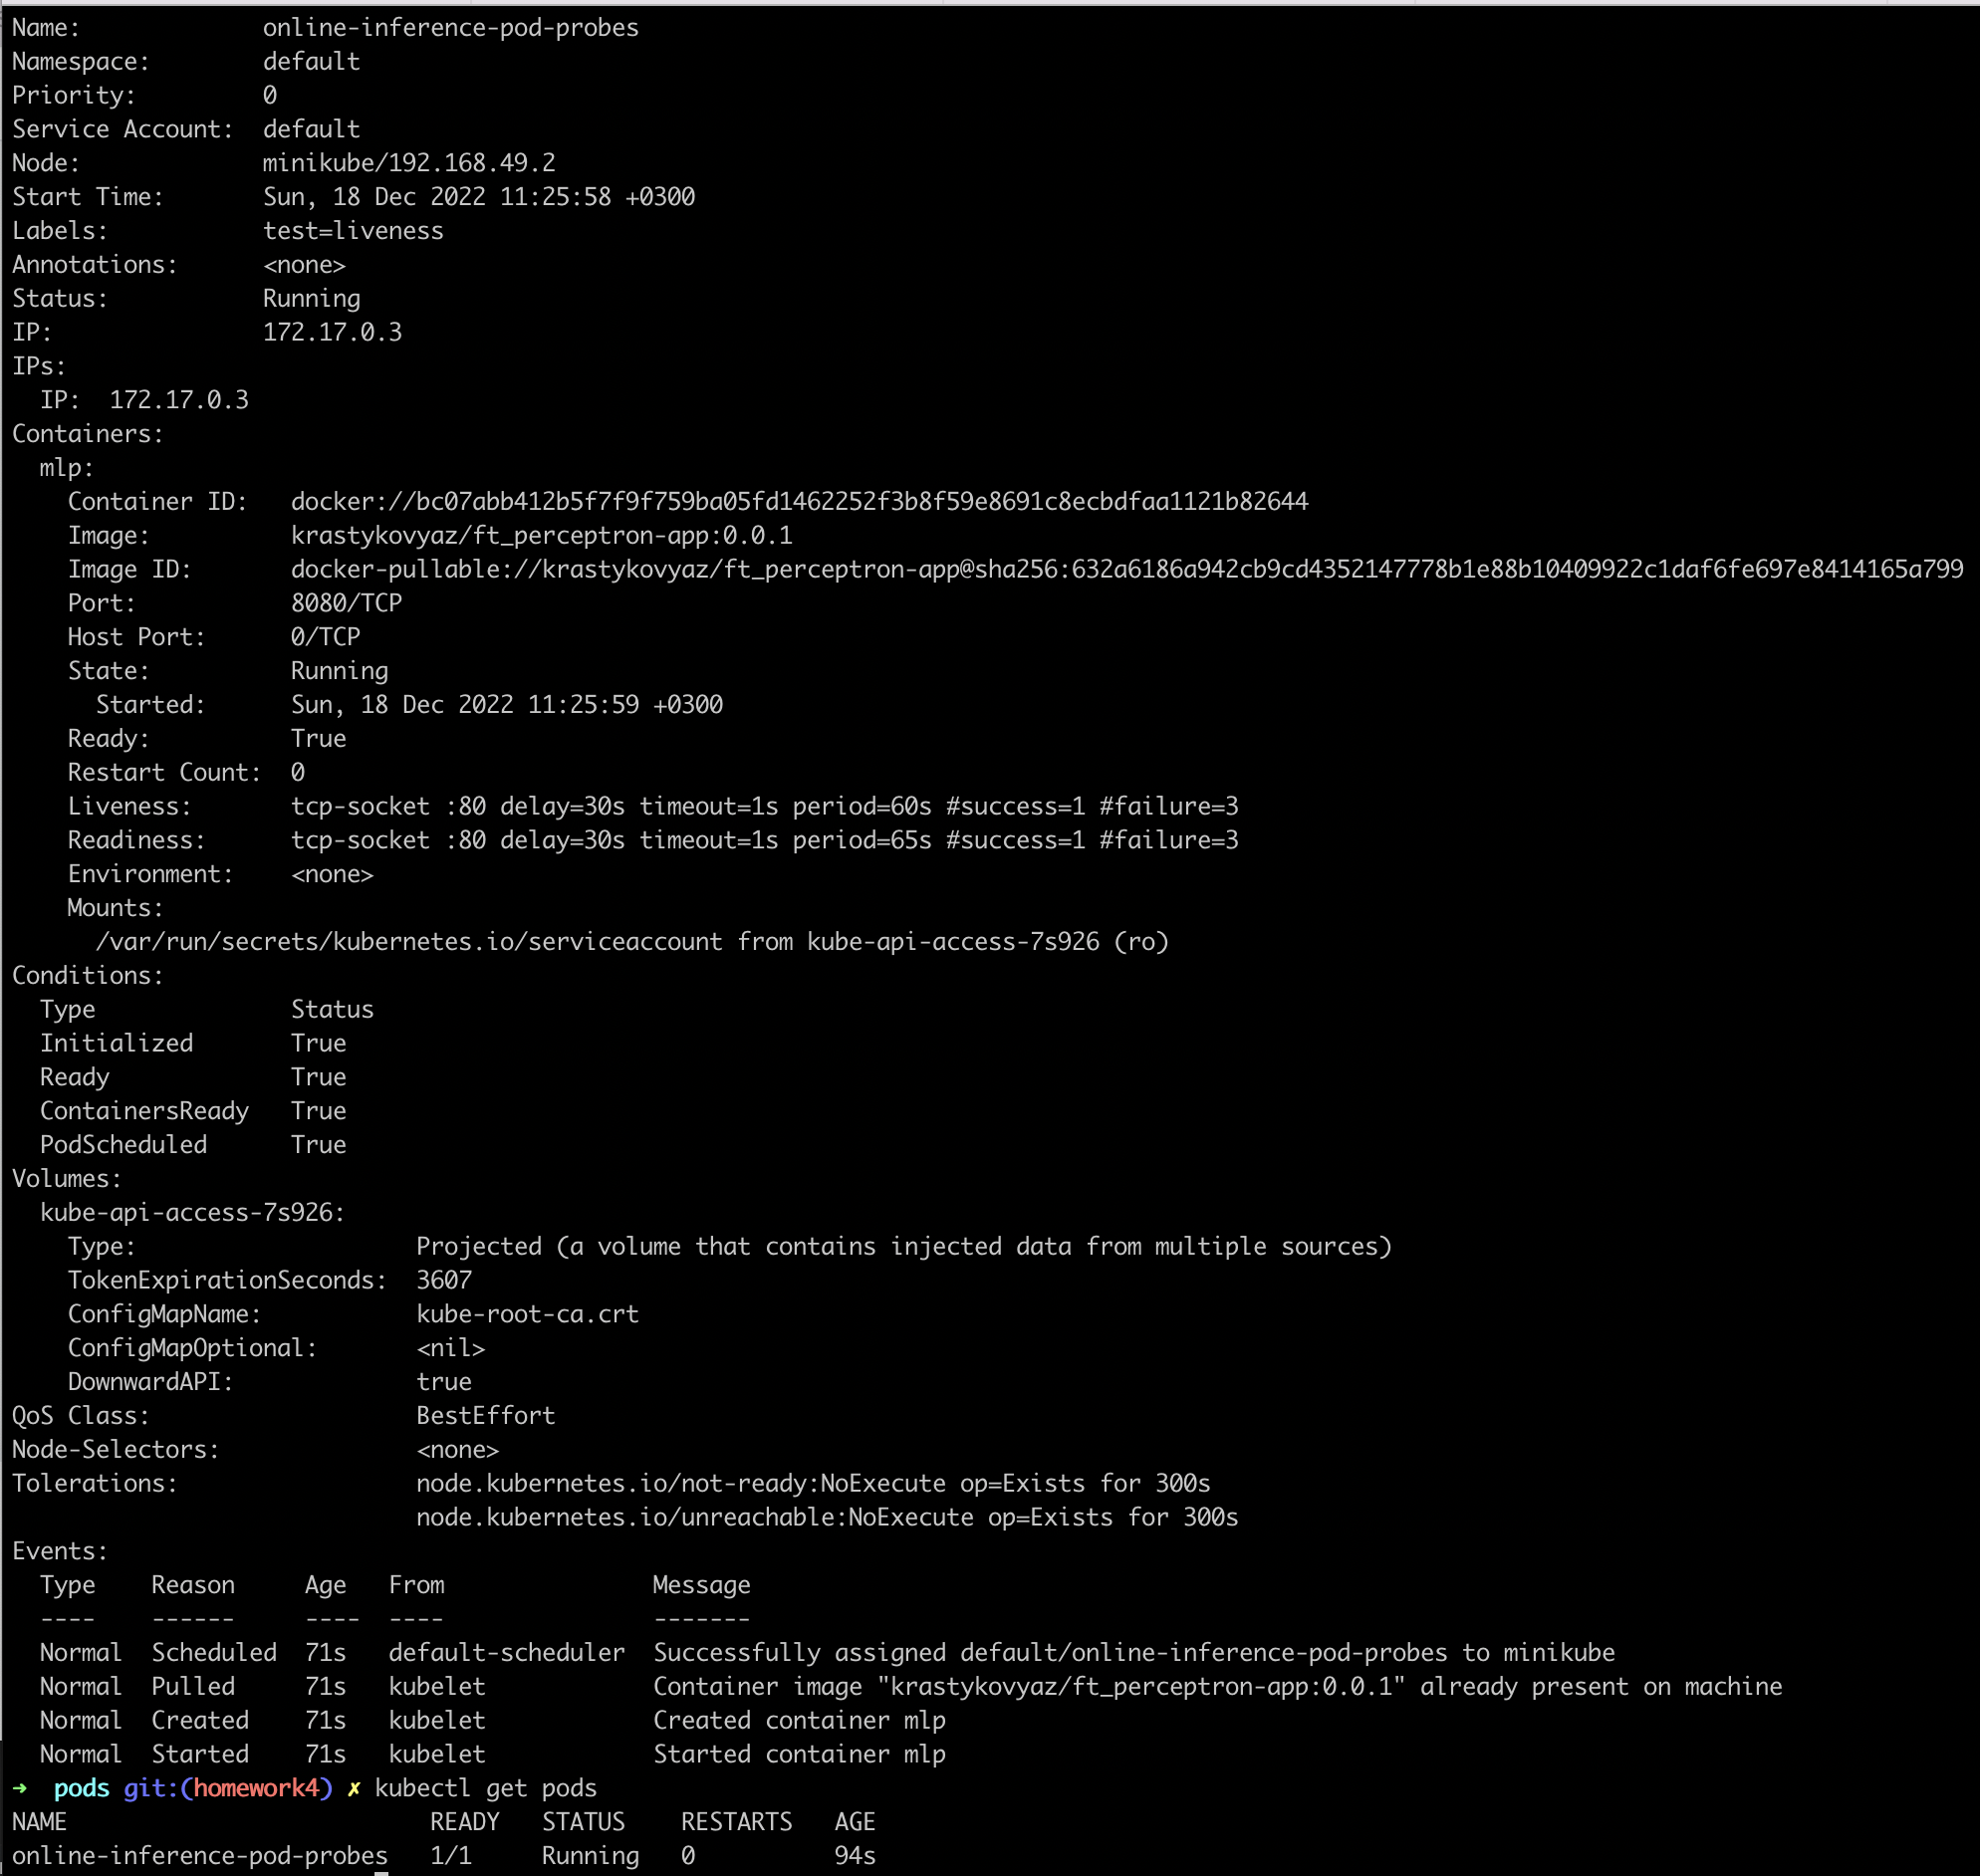 Name:             online-inference-pod-probes
Namespace:        default
Priority:         0
Service Account:  default
Node:             minikube/192.168.49.2
Start Time:       Sun, 18 Dec 2022 11:25:58 +0300
Labels:           test=liveness
Annotations:      <none>
Status:           Running
IP:               172.17.0.3
IPs:
  IP:  172.17.0.3
Containers:
  mlp:
    Container ID:   docker://bc07abb412b5f7f9f759ba05fd1462252f3b8f59e8691c8ecbdfaa1121b82644
    Image:          krastykovyaz/ft_perceptron-app:0.0.1
    Image ID:       docker-pullable://krastykovyaz/ft_perceptron-app@sha256:632a6186a942cb9cd4352147778b1e88b10409922c1daf6fe697e8414165a799
    Port:           8080/TCP
    Host Port:      0/TCP
    State:          Running
      Started:      Sun, 18 Dec 2022 11:25:59 +0300
    Ready:          True
    Restart Count:  0
    Liveness:       tcp-socket :80 delay=30s timeout=1s period=60s #success=1 #failure=3
    Readiness:      tcp-socket :80 delay=30s timeout=1s period=65s #success=1 #failure=3
    Environment:    <none>
    Mounts:
      /var/run/secrets/kubernetes.io/serviceaccount from kube-api-access-7s926 (ro)
Conditions:
  Type              Status
  Initialized       True
  Ready             True
  ContainersReady   True
  PodScheduled      True
Volumes:
  kube-api-access-7s926:
    Type:                    Projected (a volume that contains injected data from multiple sources)
    TokenExpirationSeconds:  3607
    ConfigMapName:           kube-root-ca.crt
    ConfigMapOptional:       <nil>
    DownwardAPI:             true
QoS Class:                   BestEffort
Node-Selectors:              <none>
Tolerations:                 node.kubernetes.io/not-ready:NoExecute op=Exists for 300s
                             node.kubernetes.io/unreachable:NoExecute op=Exists for 300s
Events:
  Type    Reason     Age   From               Message
  ----    ------     ----  ----               -------
  Normal  Scheduled  71s   default-scheduler  Successfully assigned default/online-inference-pod-probes to minikube
  Normal  Pulled     71s   kubelet            Container image "krastykovyaz/ft_perceptron-app:0.0.1" already present on machine
  Normal  Created    71s   kubelet            Created container mlp
  Normal  Started    71s   kubelet            Started container mlp
➜  pods git:(homework4) ✗ kubectl get pods
NAME                          READY   STATUS    RESTARTS   AGE
online-inference-pod-probes   1/1     Running   0          94s